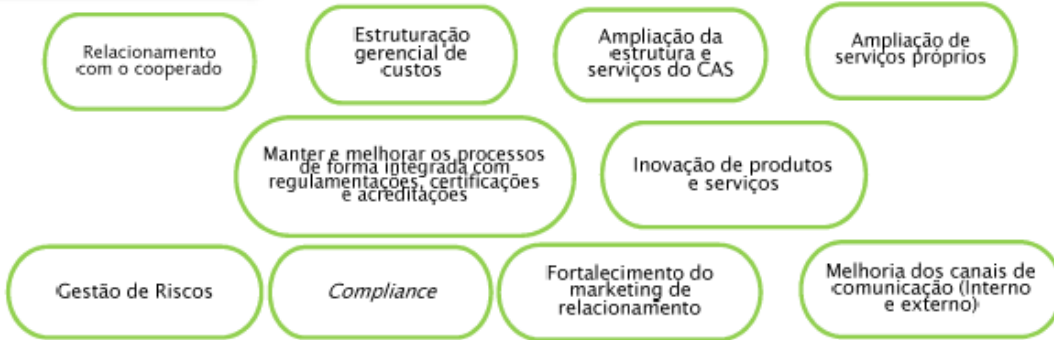 Relacionamento
com o cooperado
Estruturação
gerencial de
custos
Ampliação da
estrutura e
serviços do CAS
Ampliação de
serviços próprios
Manter e melhorar os processos
de forma integrada com
regulamentações, certificações
e acreditações
Inovação de produtos
e serviços
Gestão de Riscos
Compliance
Fortalecimento do
marketing de
relacionamento
Melhoria dos canais de
comunicação (Interno
e externo)